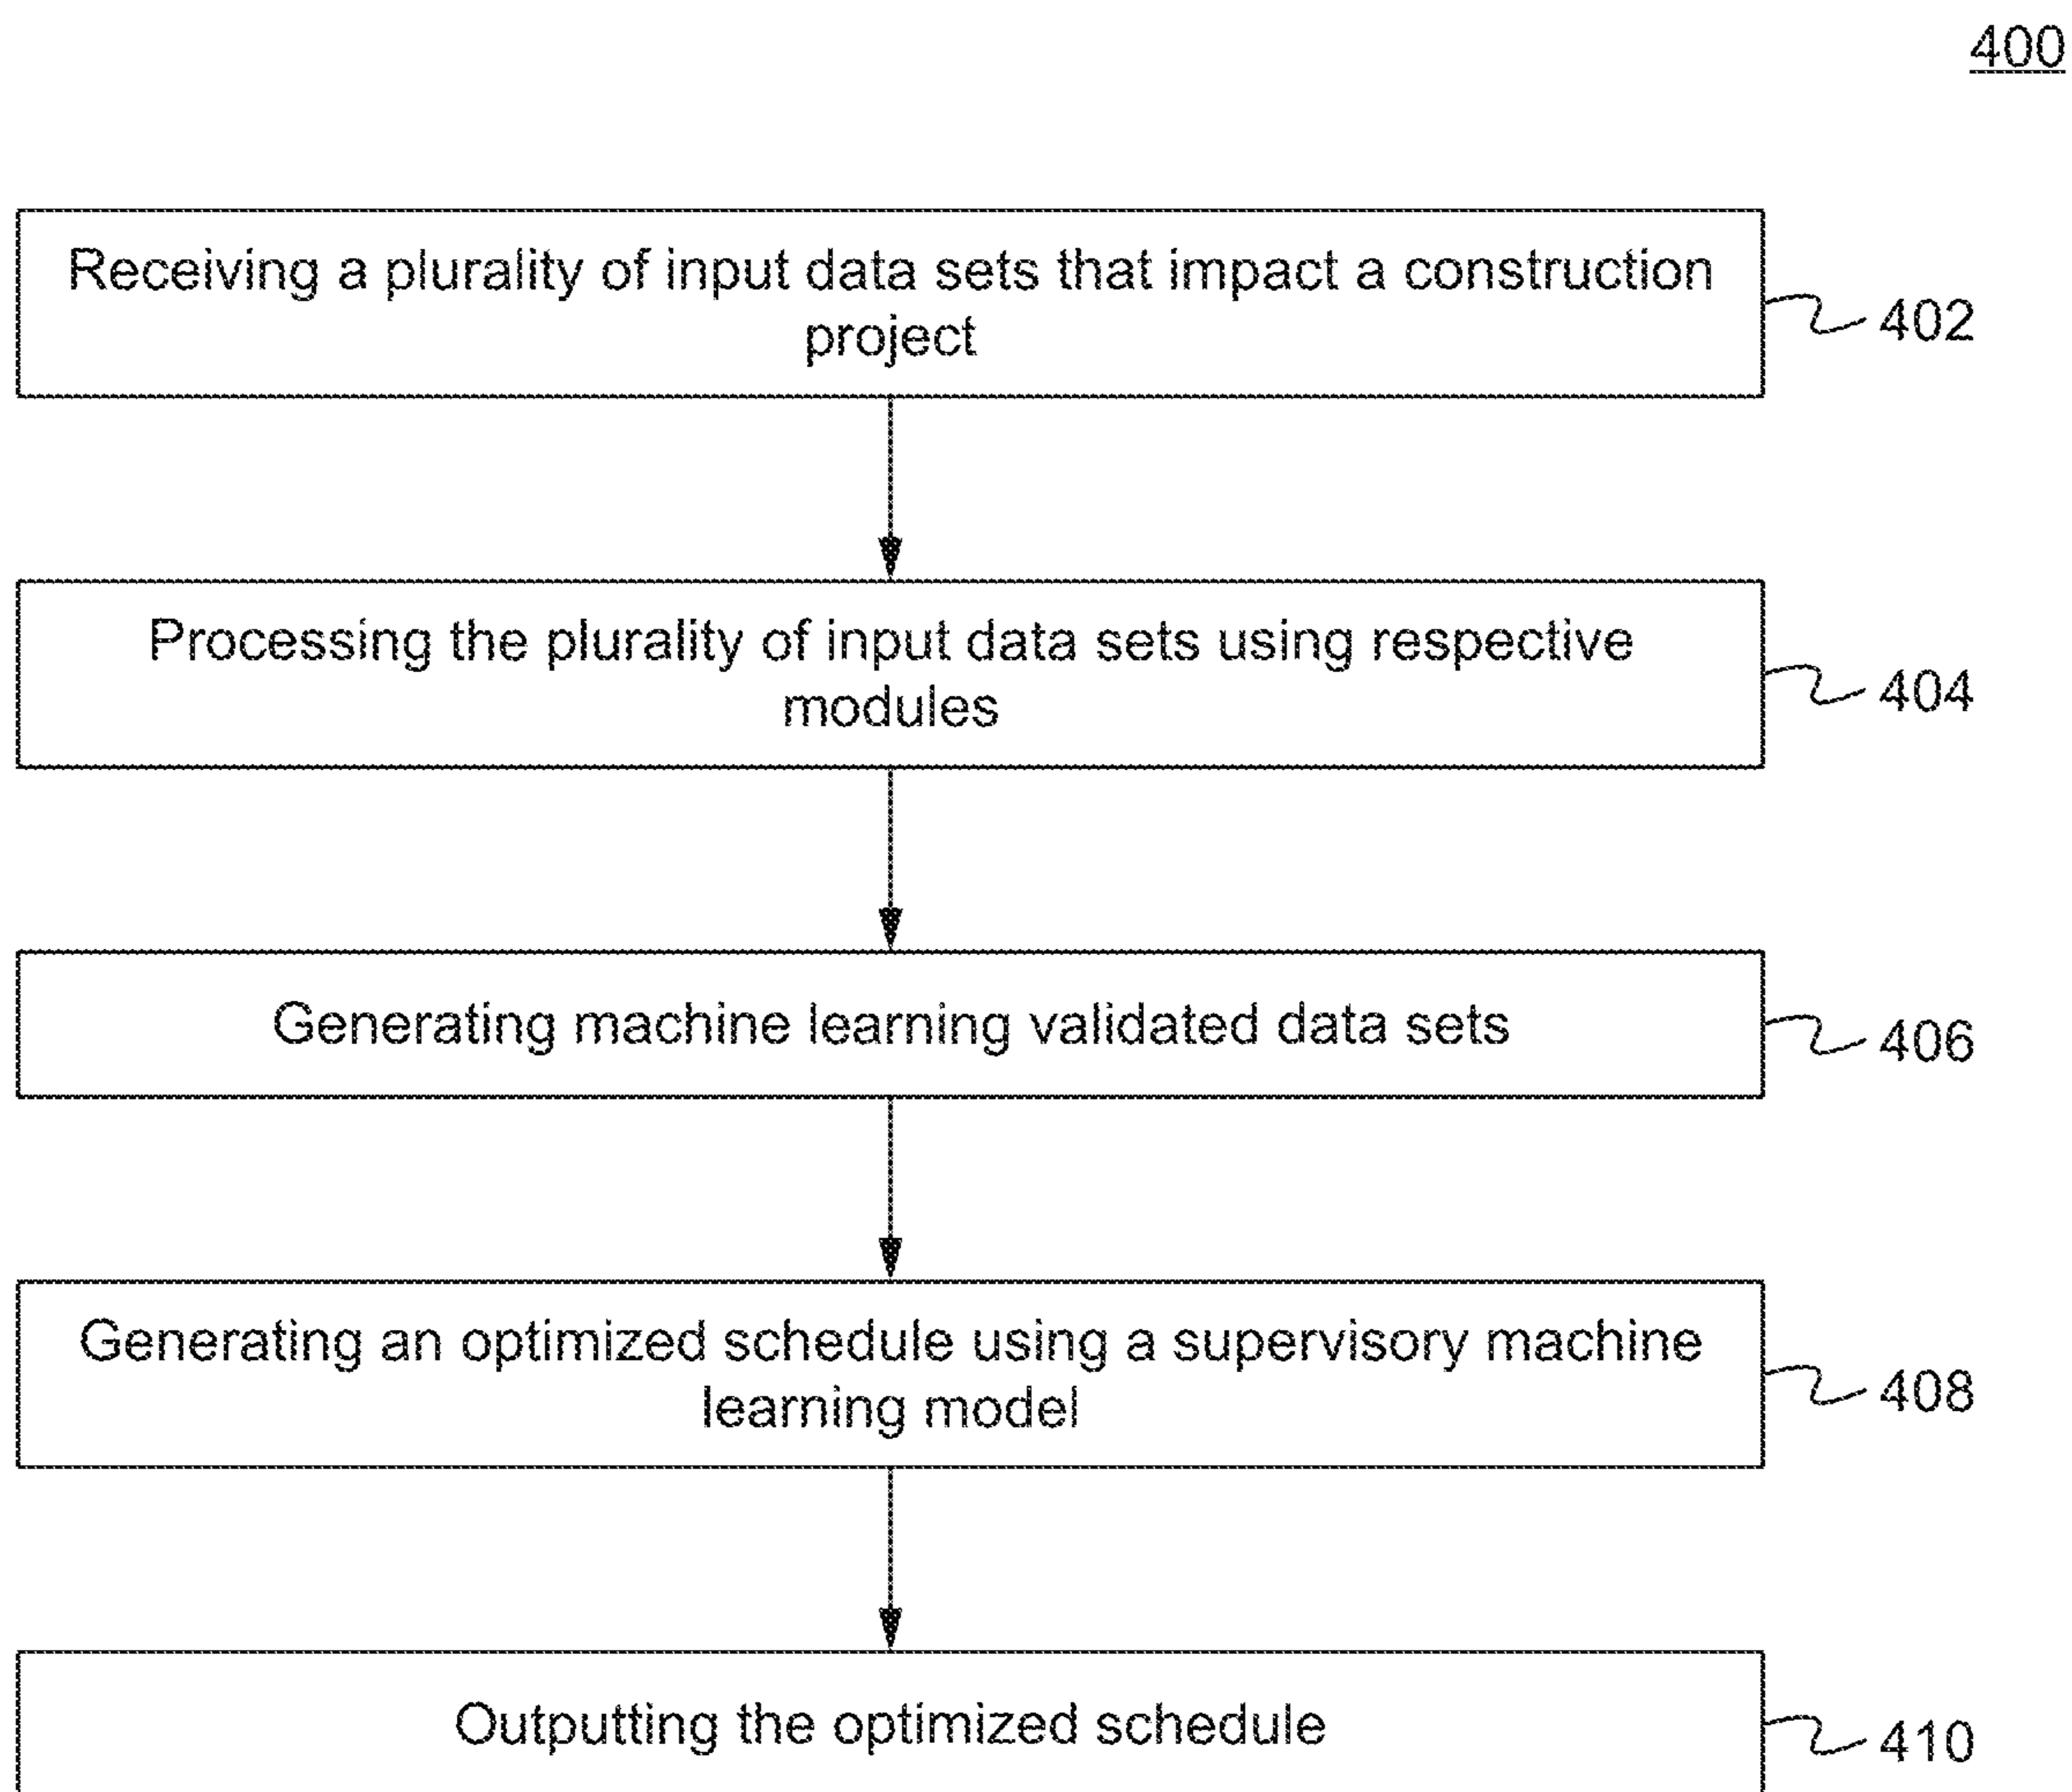 400
Receiving a plurality of input data sets that impact a construction
project
402
Processing the plurality of input data sets using respective
modules
404
Generating machine learning validated data sets
406
Generating an optimized schedule using a supervisory machine
learning model
408
Outputting the optimized schedule
410